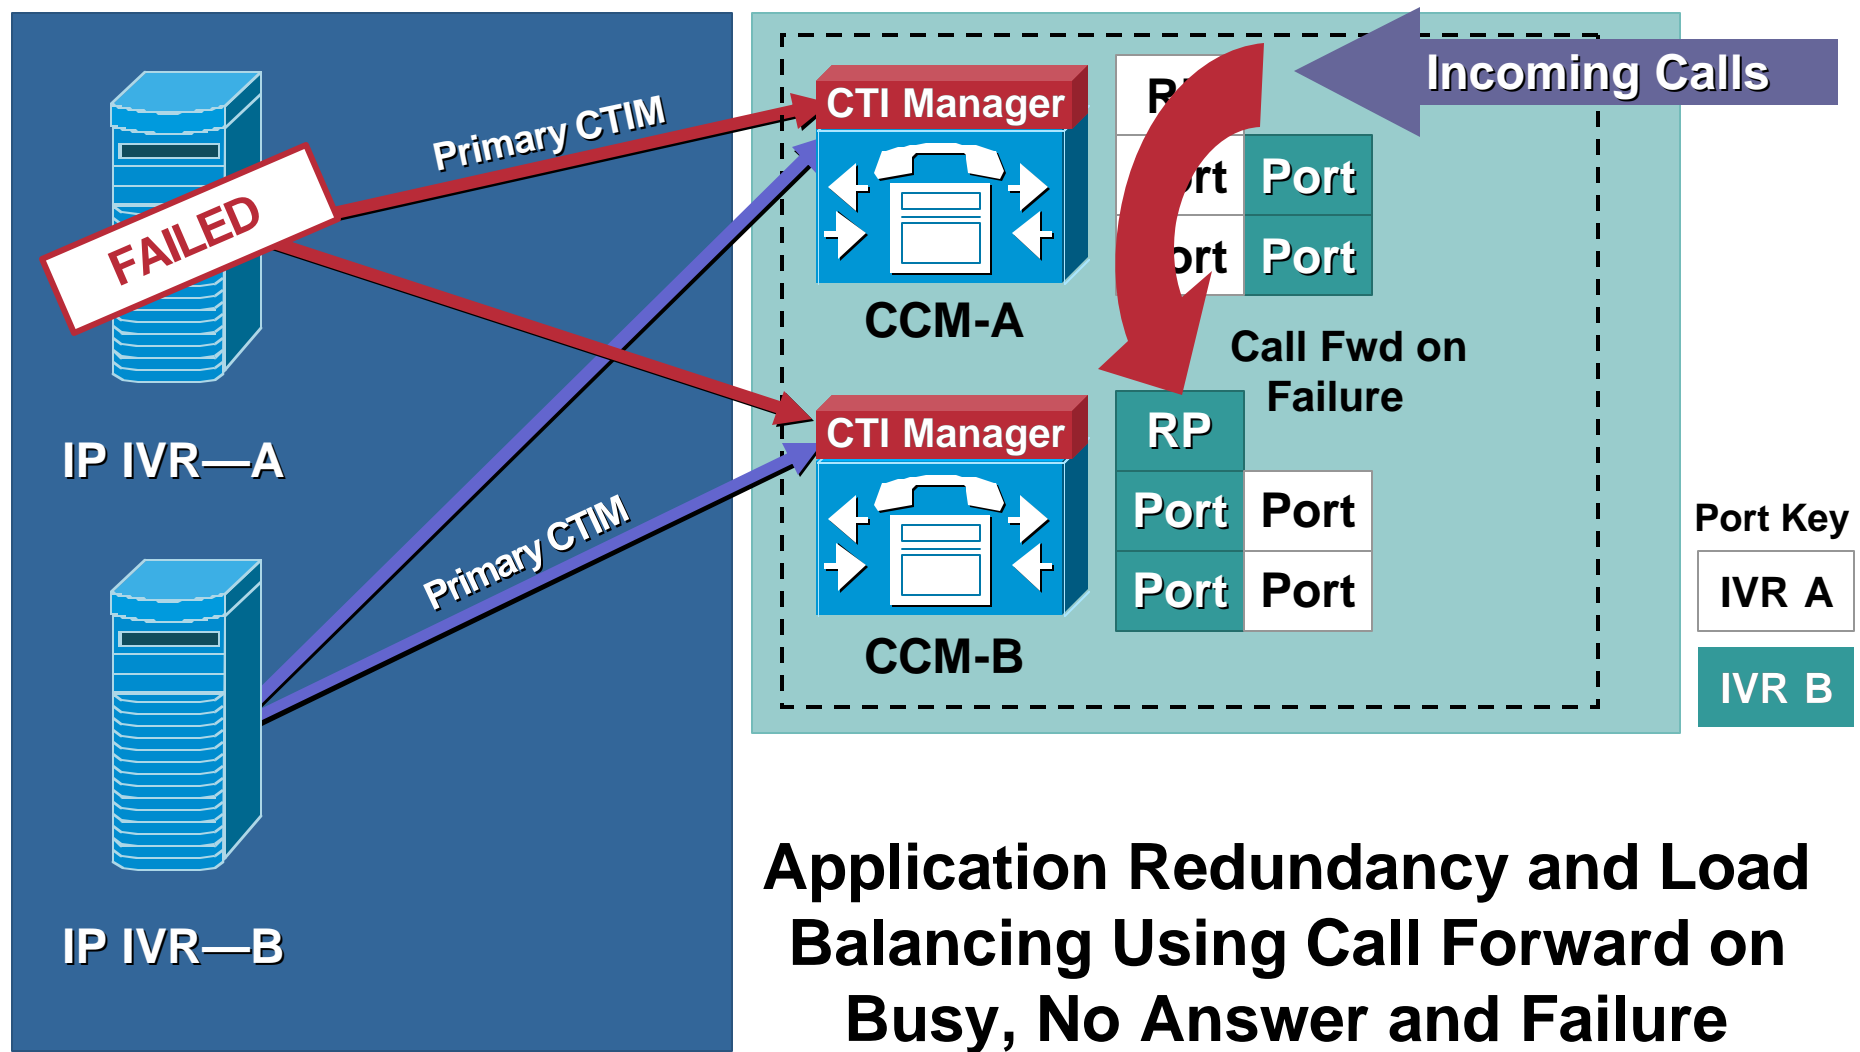 Incoming Calls
CTI Manager
Primary CTIM
Port
Port
FAILED
CCM-A
Call Fwd on
Failure
CTI Manager
RP
IP IVR—A
Port Port
Primary CTIM
Port Port
Port Key
IVR A
CCM-B
IVR B
IP IVR—B
Application Redundancy and Load
Balancing Using Call Forward on
Busy, No Answer and Failure